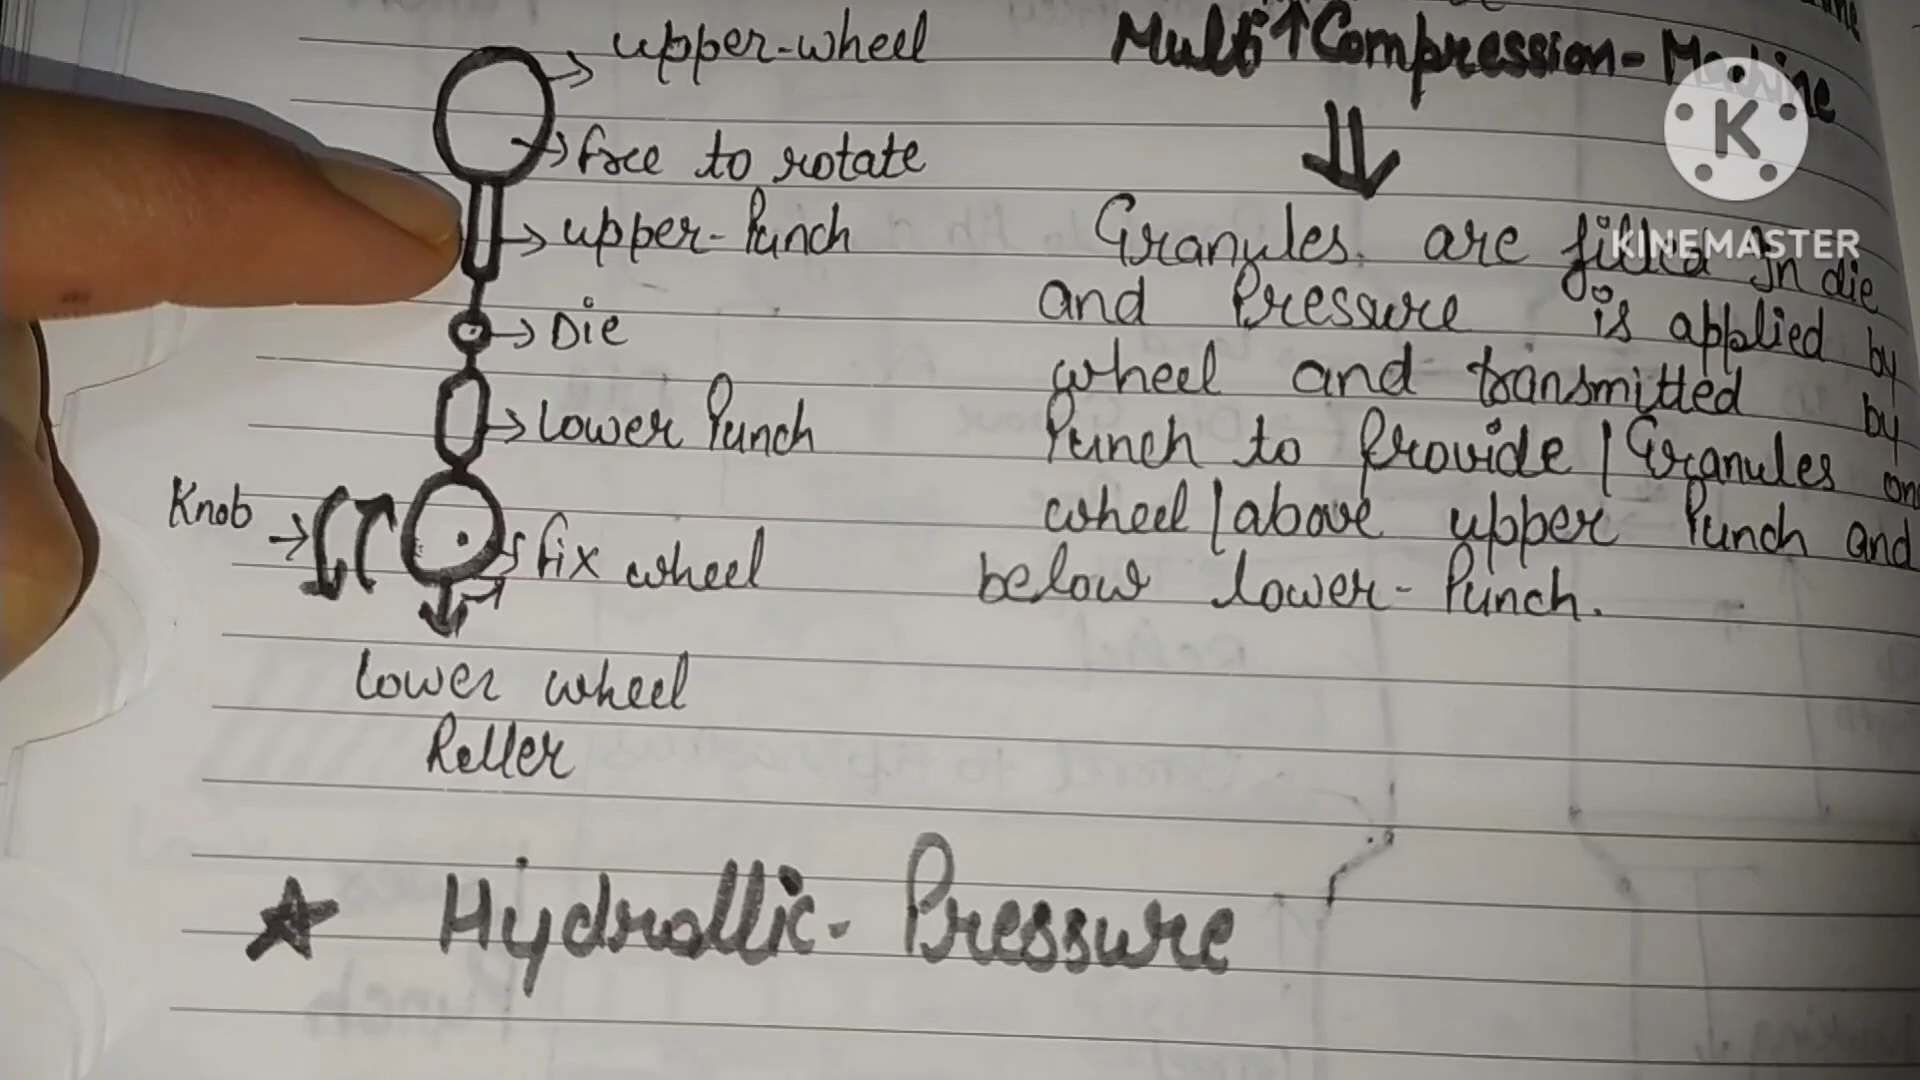 upper-wheel
free to rotate
upper-Punch
Die
Lower Punch
Knob
fix wheel
Lower wheel
Roller
Multi Compression-Machine
Granules are filled In die
and Pressure is applied by
wheel and transmitted by
Punch to Provide / Granules on
wheel / above upper Punch and
below lower-Punch.
Hydrollic-Pressure
K
KINEMASTER